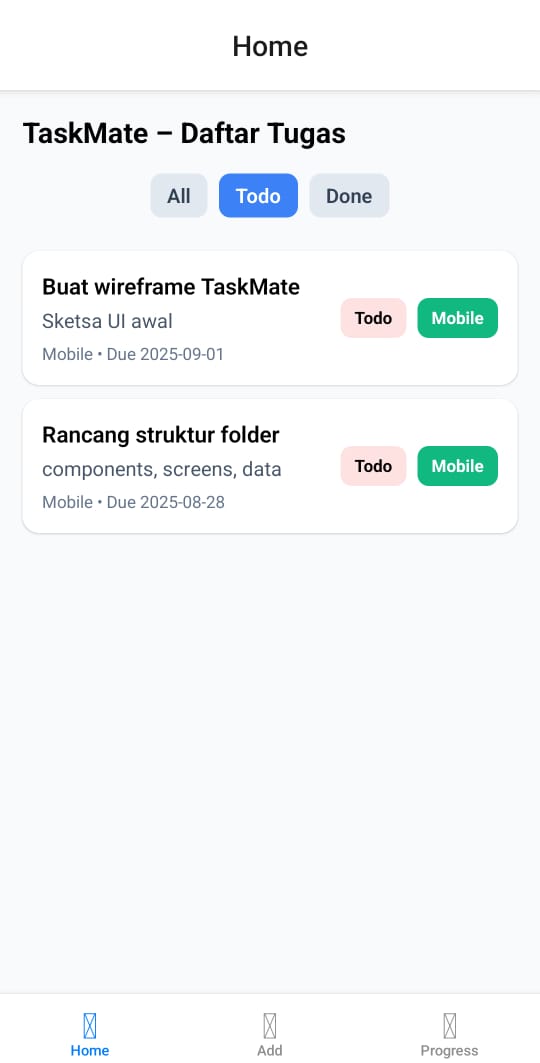 Home
TaskMate – Daftar Tugas
All Todo Done
Buat wireframe TaskMate
Sketsa UI awal
Mobile • Due 2025-09-01
Todo Mobile
Rancang struktur folder
components, screens, data
Mobile • Due 2025-08-28
Todo Mobile
Home Add Progress